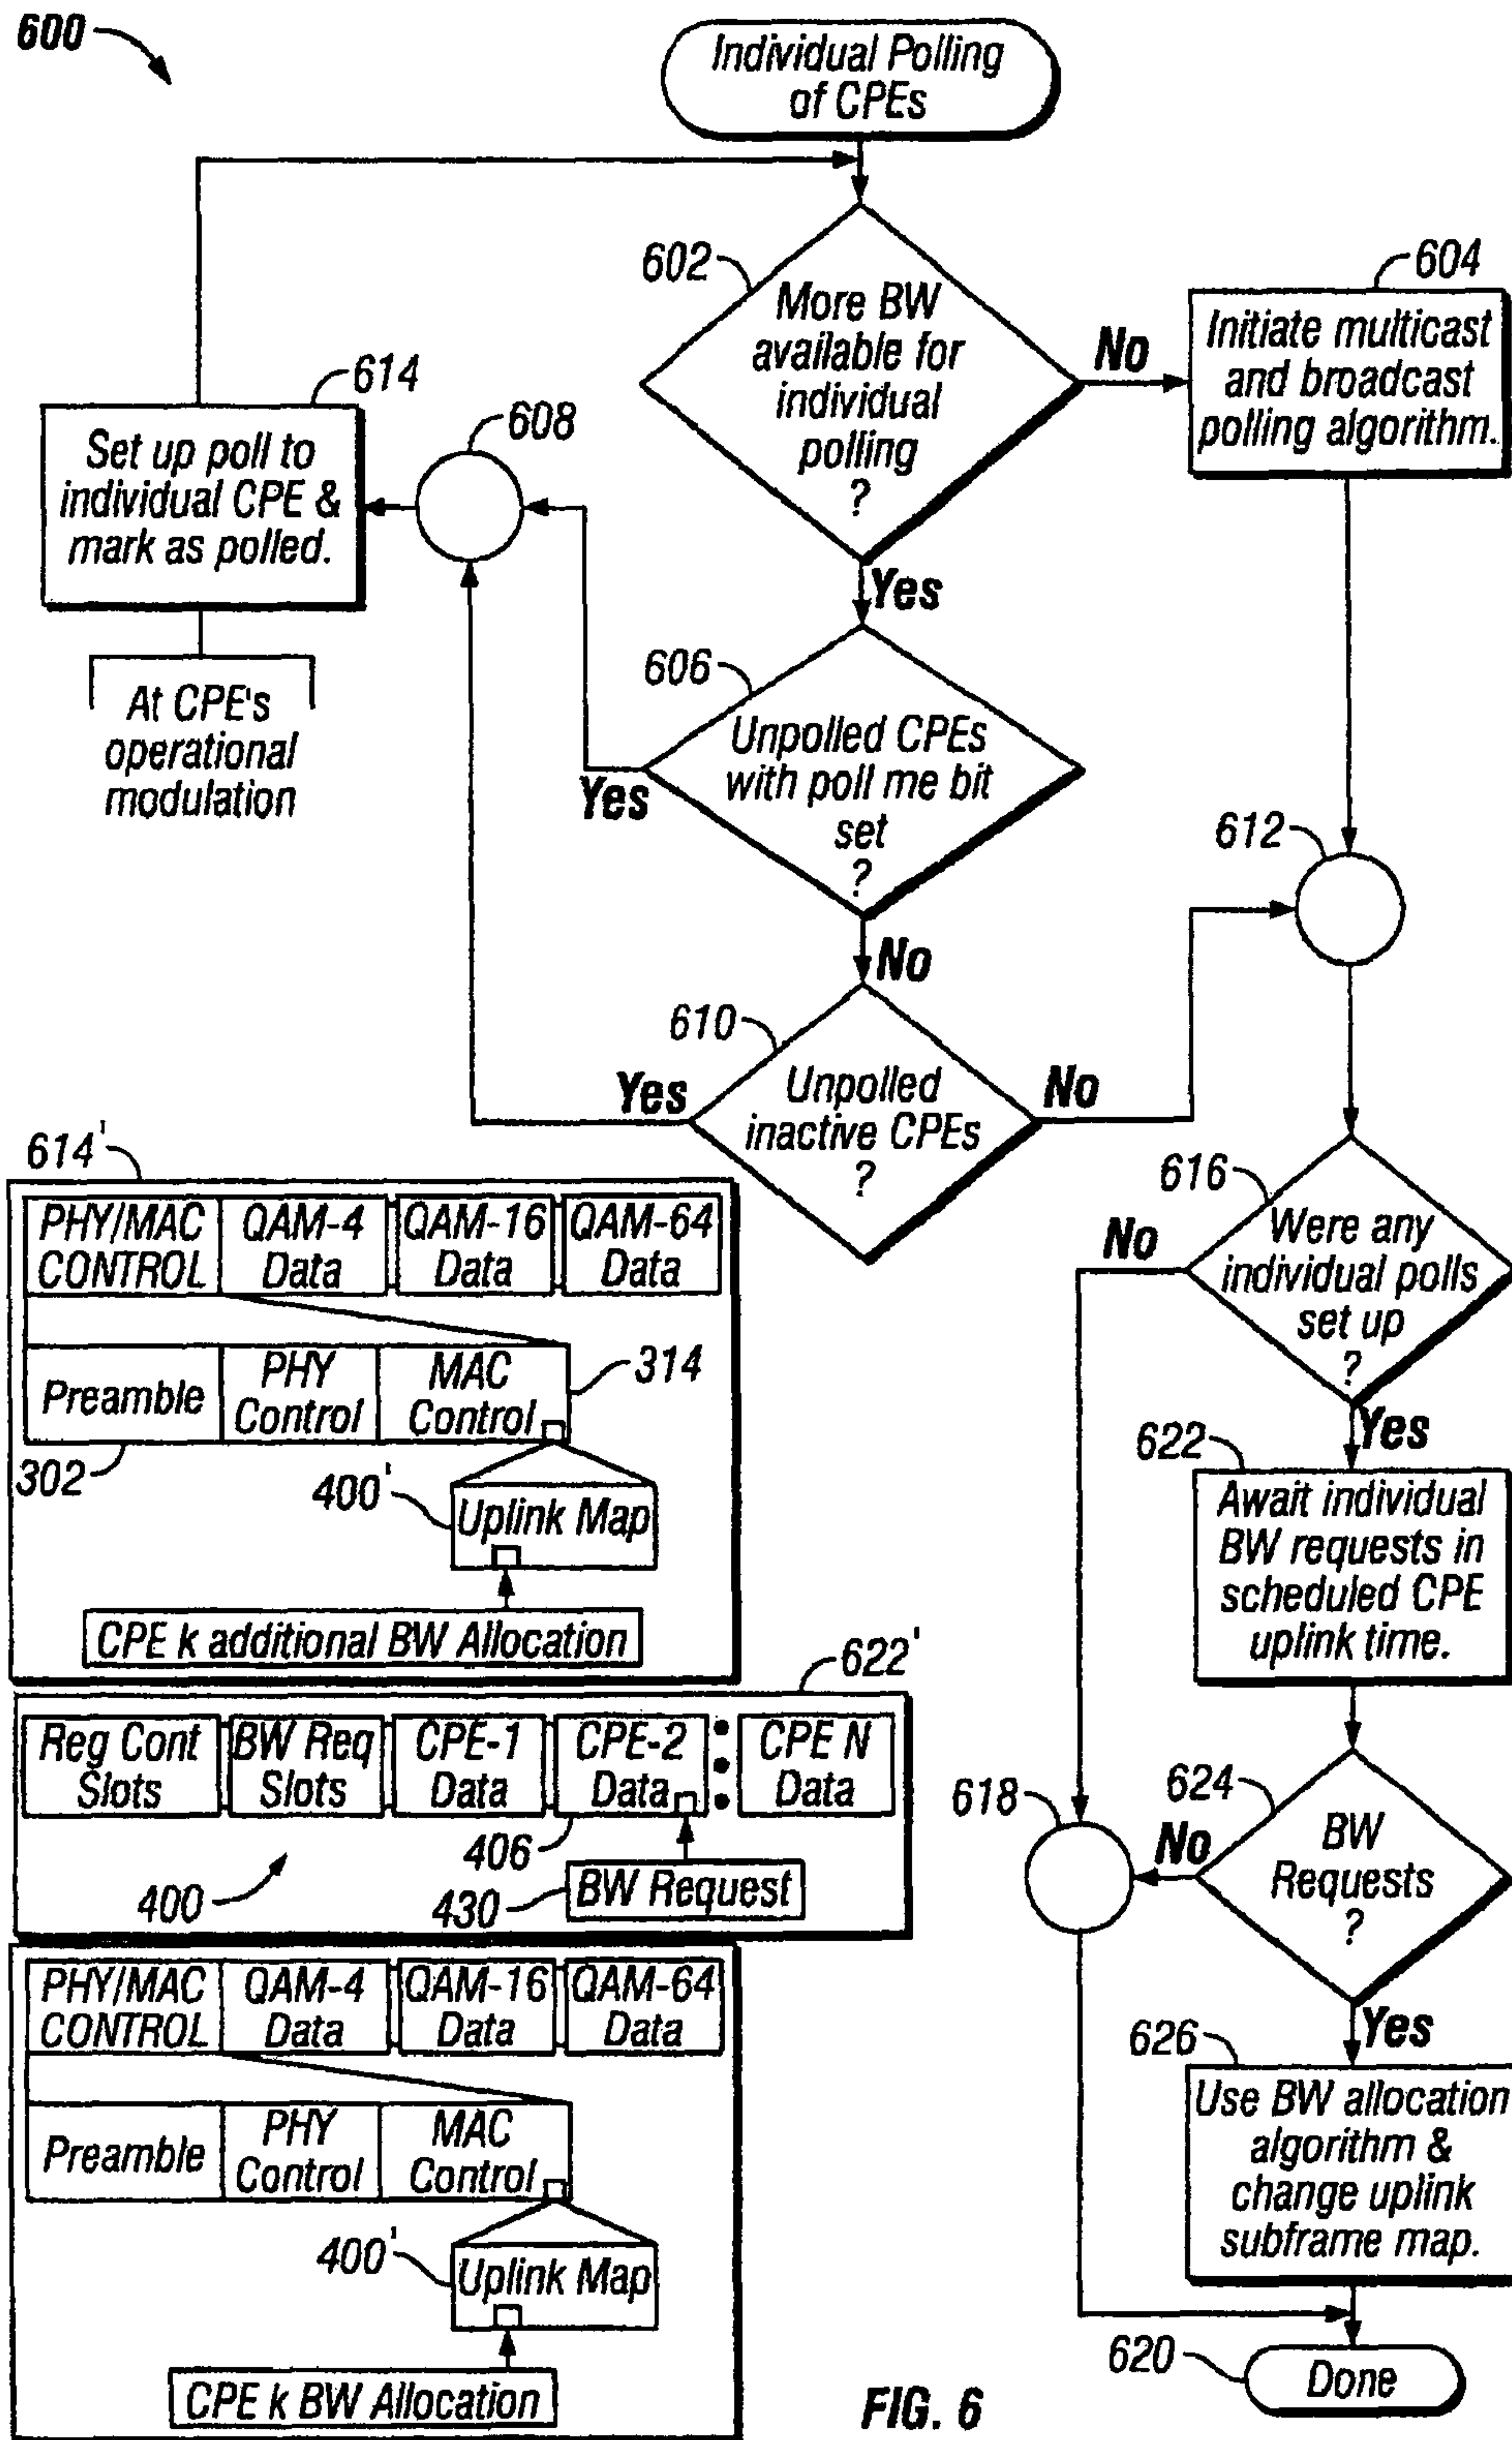 600
Individual Polling
of CPEs
602
More BW
available for
individual
polling
?
No
604
Initiate multicast
and broadcast
polling algorithm.
614
Set up poll to
individual CPE &
mark as polled.
608
Yes
At CPE's
operational
modulation
606
Unpolled CPEs
with poll me bit
set
?
Yes
612
No
610
Unpolled
inactive CPEs
?
Yes
No
616
Were any
individual polls
set up
?
No
Yes
622
Await individual
BW requests in
scheduled CPE
uplink time.
624
BW
Requests
?
618
No
Yes
626
Use BW allocation
algorithm &
change uplink
subframe map.
620
Done
614'
PHY/MAC
CONTROL
QAM-4
Data
QAM-16
Data
QAM-64
Data
Preamble
PHY
Control
MAC
Control
314
302
400'
Uplink Map
CPE k additional BW Allocation
622'
Reg Cont
Slots
BW Req
Slots
CPE-1
Data
CPE-2
Data
CPE N
Data
406
400
430
BW Request
PHY/MAC
CONTROL
QAM-4
Data
QAM-16
Data
QAM-64
Data
Preamble
PHY
Control
MAC
Control
400'
Uplink Map
CPE k BW Allocation
FIG. 6